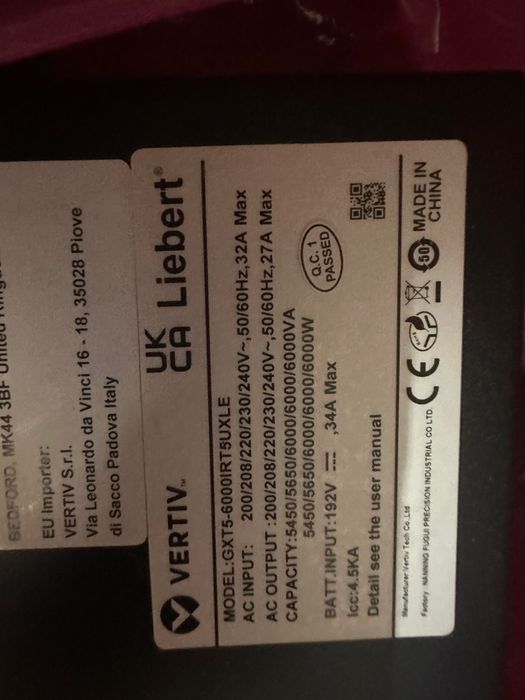 BEDFORD, MK44 3BF United
EU Importer:
VERTIV S.r.l.
Via Leonardo da Vinci 16 - 18, 35028 Piove
di Sacco Padova Italy
VERTIV™
UK
CA
Liebert®
MODEL:GXT5-6000IRT5UXLE
AC INPUT: 200/208/220/230/240V~,50/60Hz,32A Max
AC OUTPUT :200/208/220/230/240V~,50/60Hz,27A Max
CAPACITY:5450/5650/6000/6000/6000VA
5450/5650/6000/6000/6000W
BATT.INPUT:192V ⎓ ,34A Max
Icc:4.5KA
Detail see the user manual
Q.C. 1
PASSED
Manufacturer:Vertiv Tech Co.,Ltd
Factory : NANNING FUGUI PRECISION INDUSTRIAL CO LTD.
CE
50
MADE IN
CHINA